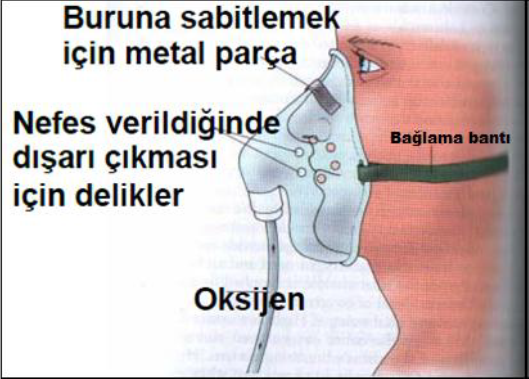 Buruna sabitlemek
için metal parça
Nefes verildiğinde
dışarı çıkması
için delikler
Bağlama bantı
Oksijen